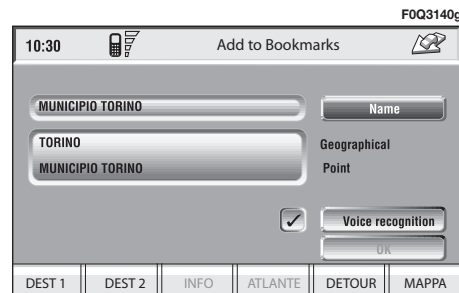 F0Q3140g
10:30 Add to Bookmarks
MUNICIPIO TORINO Name
TORINO Geographical
MUNICIPIO TORINO Point
✓ Voice recognition
OK
DEST 1 DEST 2 INFO ATLANTE DETOUR MAPPA